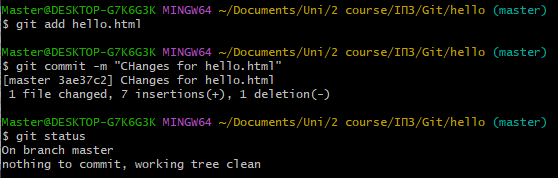 Master@DESKTOP-G7K6G3K MINGW64 ~/Documents/Uni/2 course/ІПЗ/Git/hello (master)
$ git add hello.html
Master@DESKTOP-G7K6G3K MINGW64 ~/Documents/Uni/2 course/ІПЗ/Git/hello (master)
$ git commit -m "CHanges for hello.html"
[master 3ae37c2] CHanges for hello.html
1 file changed, 7 insertions(+), 1 deletion(-)
Master@DESKTOP-G7K6G3K MINGW64 ~/Documents/Uni/2 course/ІПЗ/Git/hello (master)
$ git status
On branch master
nothing to commit, working tree clean